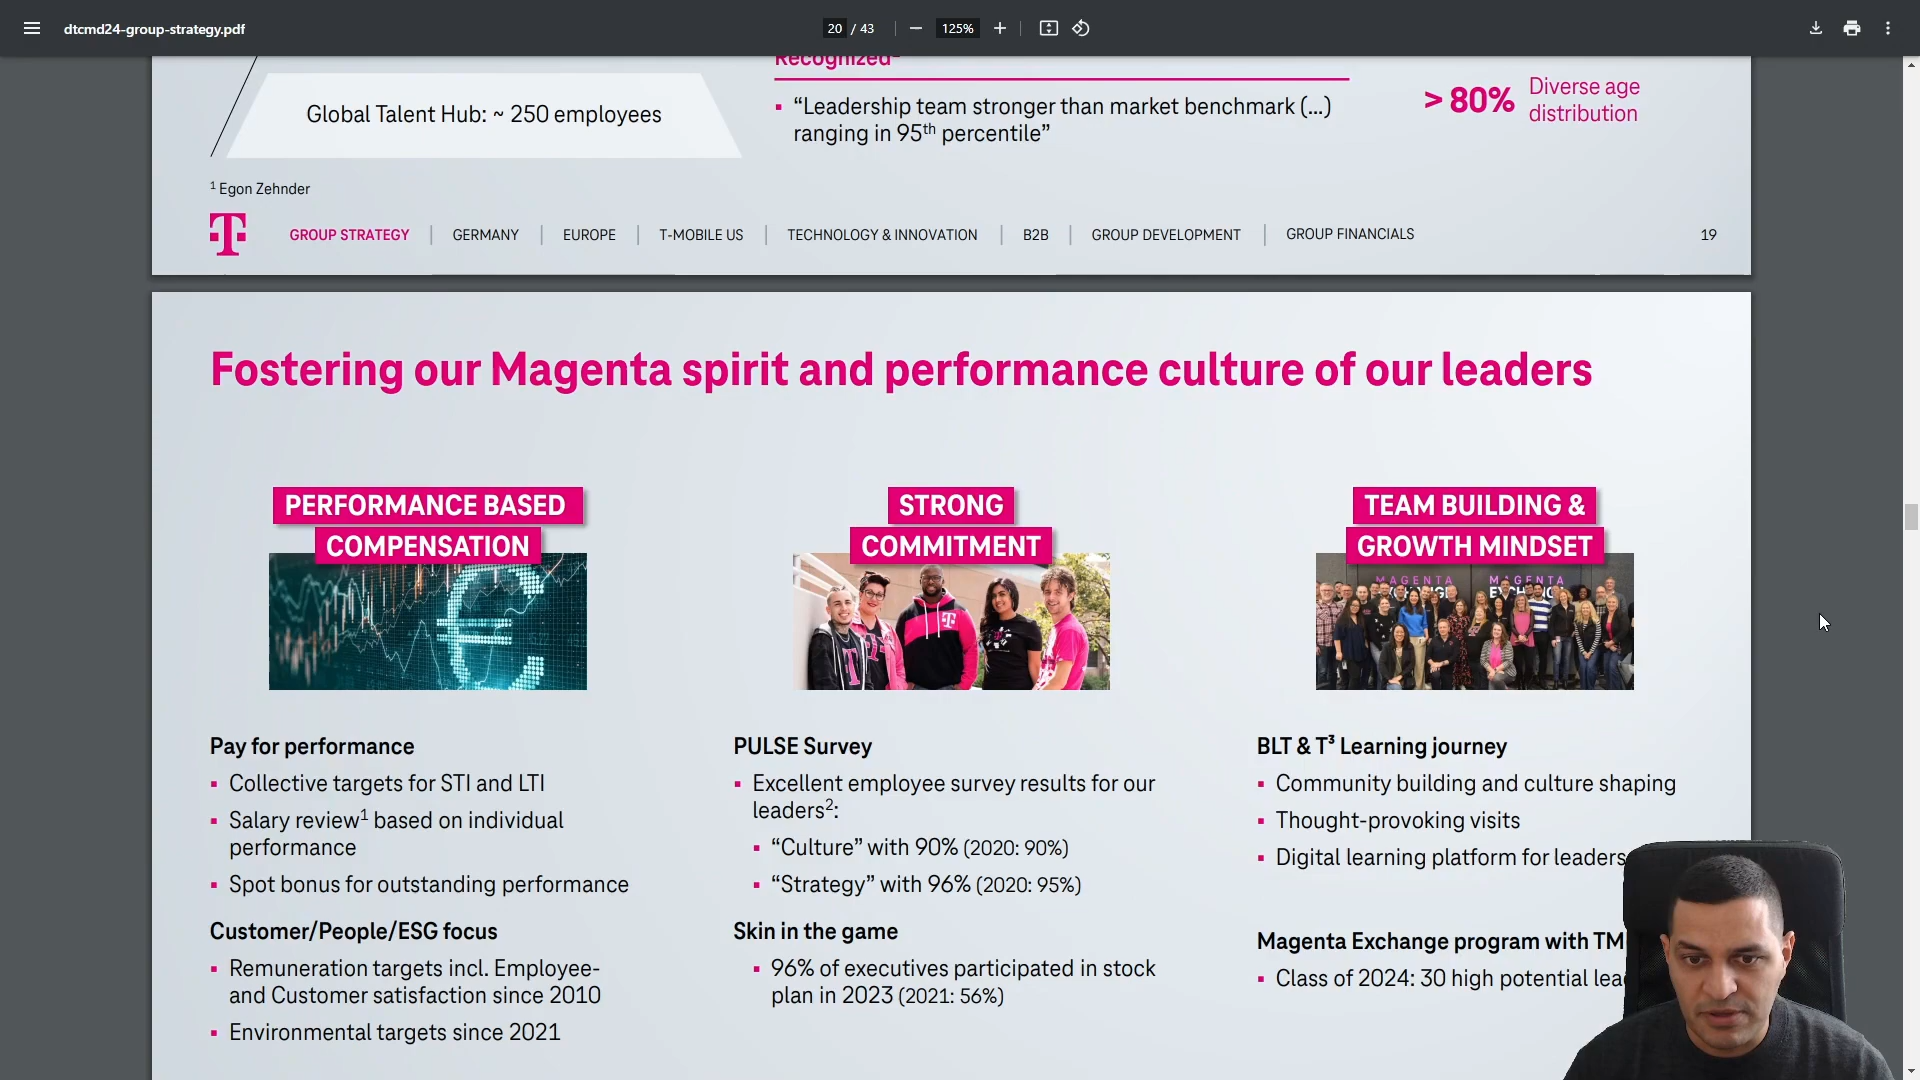 dtcmd24-group-strategy.pdf
20 / 43
125%
Recognized
Global Talent Hub: ~ 250 employees
“Leadership team stronger than market benchmark (...)
ranging in 95th percentile”
> 80%
Diverse age
distribution
1 Egon Zehnder
T
GROUP STRATEGY | GERMANY | EUROPE | T-MOBILE US | TECHNOLOGY & INNOVATION | B2B | GROUP DEVELOPMENT | GROUP FINANCIALS
19
Fostering our Magenta spirit and performance culture of our leaders
PERFORMANCE BASED
COMPENSATION
Pay for performance
▪ Collective targets for STI and LTI
▪ Salary review¹ based on individual
performance
▪ Spot bonus for outstanding performance
Customer/People/ESG focus
▪ Remuneration targets incl. Employee-
and Customer satisfaction since 2010
▪ Environmental targets since 2021
STRONG
COMMITMENT
PULSE Survey
▪ Excellent employee survey results for our
leaders²:
▪ “Culture” with 90% (2020: 90%)
▪ “Strategy” with 96% (2020: 95%)
Skin in the game
▪ 96% of executives participated in stock
plan in 2023 (2021: 56%)
TEAM BUILDING &
GROWTH MINDSET
MAGENTA MAGENTA
BLT & T³ Learning journey
▪ Community building and culture shaping
▪ Thought-provoking visits
▪ Digital learning platform for leaders
Magenta Exchange program with TM
▪ Class of 2024: 30 high potential lea